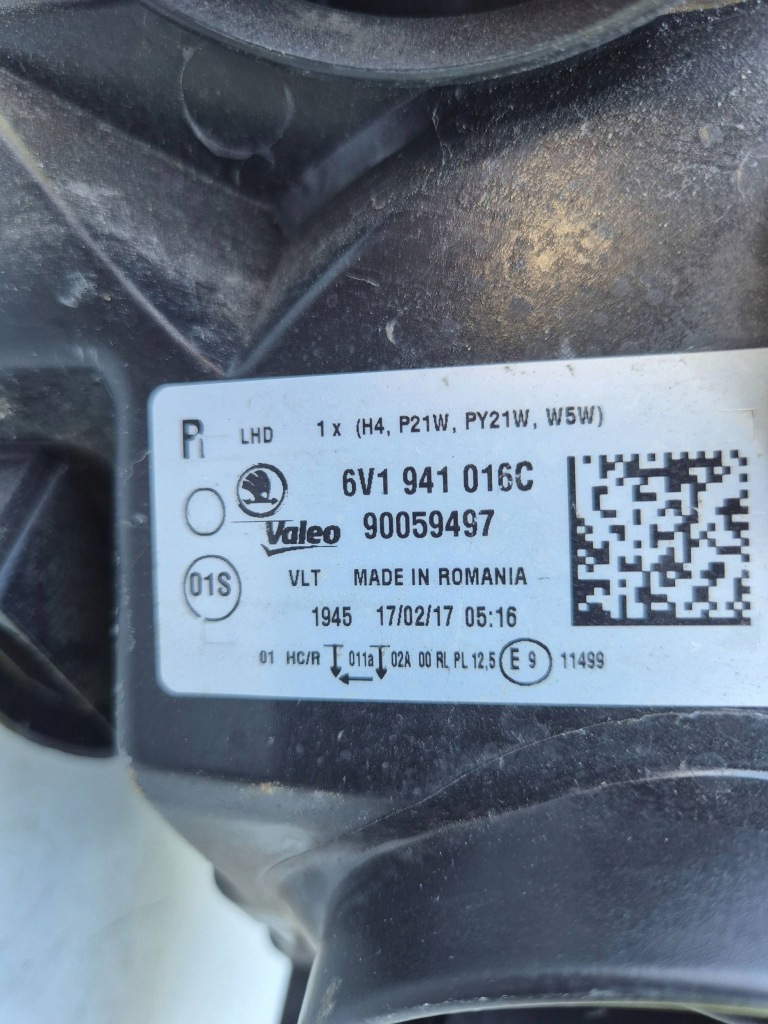 R LHD 1 x (H4, P21W, PY21W, W5W)
6V1 941 016C
Valeo 90059497
01S
VLT MADE IN ROMANIA
1945 17/02/17 05:16
01 HC/R 011a 02A 00 RL PL 12,5 E 9 11499